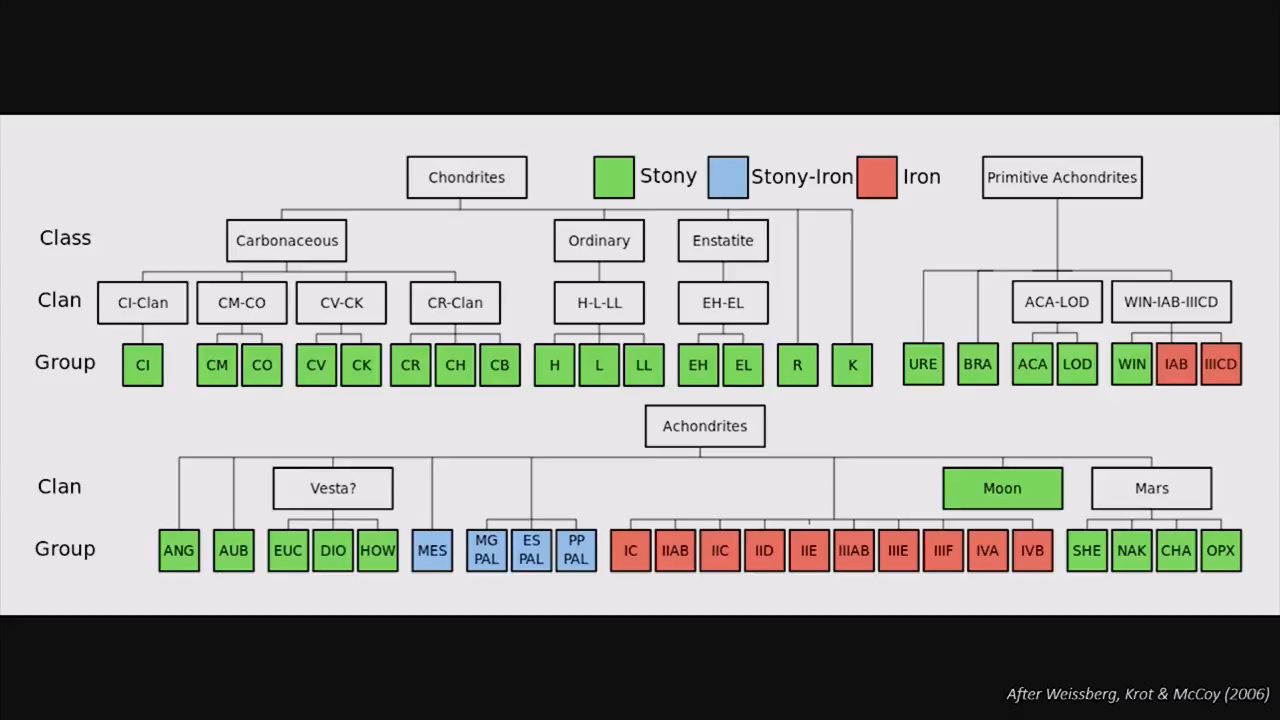 Chondrites
Stony
Stony-Iron
Iron
Primitive Achondrites
Class
Carbonaceous
Ordinary
Enstatite
Clan
CI-Clan
CM-CO
CV-CK
CR-Clan
H-L-LL
EH-EL
ACA-LOD
WIN-IAB-IIICD
Group
CI
CM
CO
CV
CK
CR
CH
CB
H
L
LL
EH
EL
R
K
URE
BRA
ACA
LOD
WIN
IAB
IIICD
Achondrites
Clan
Vesta?
Moon
Mars
Group
ANG
AUB
EUC
DIO
HOW
MES
MG
PAL
ES
PAL
PP
PAL
IC
IIAB
IIC
IID
IIE
IIIAB
IIIE
IIIF
IVA
IVB
SHE
NAK
CHA
OPX
After Weissberg, Krot & McCoy (2006)